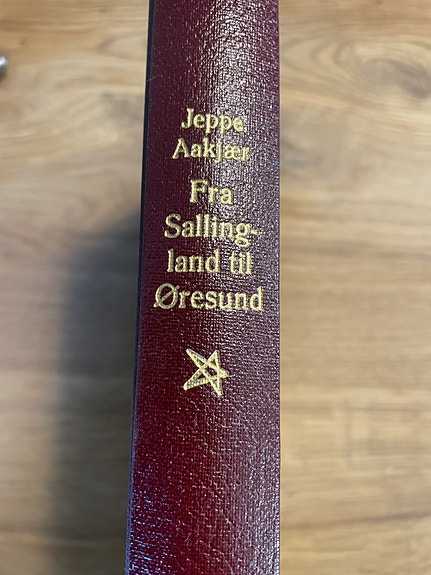 Jeppe
Aakjær
Fra
Salling-
land til
Øresund